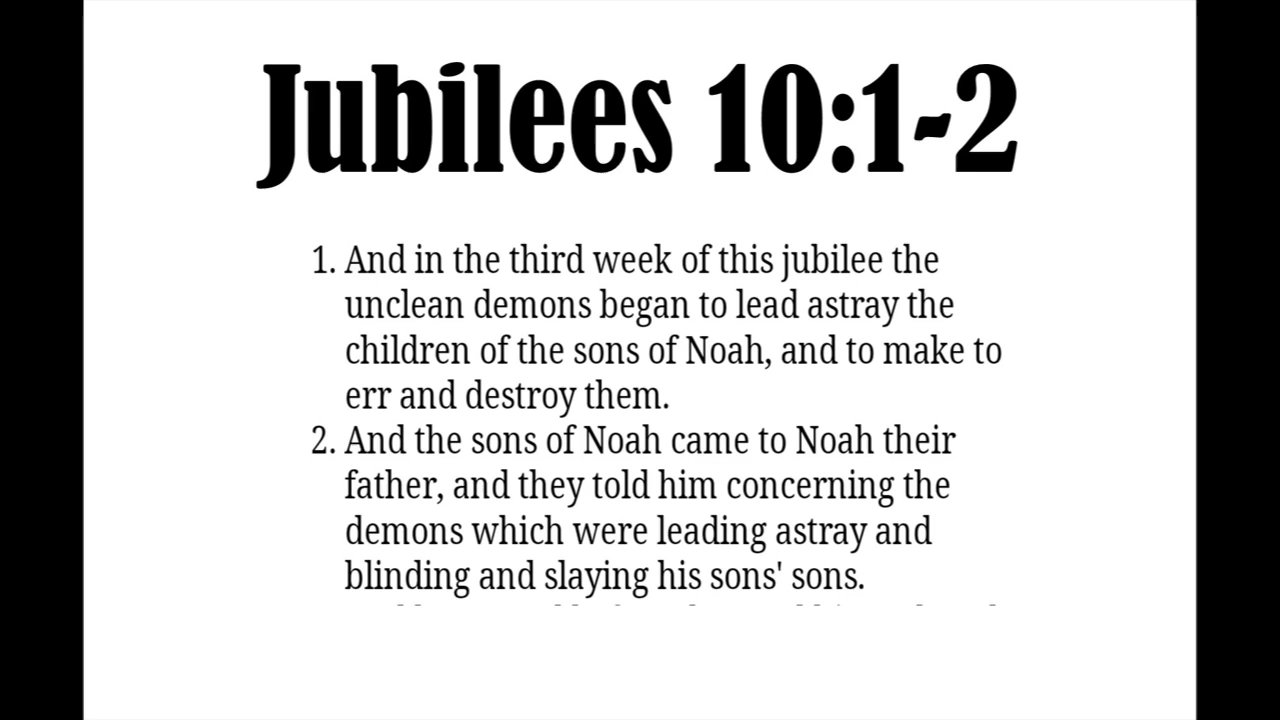 Jubilees 10:1-2
1. And in the third week of this jubilee the
unclean demons began to lead astray the
children of the sons of Noah, and to make to
err and destroy them.
2. And the sons of Noah came to Noah their
father, and they told him concerning the
demons which were leading astray and
blinding and slaying his sons' sons.